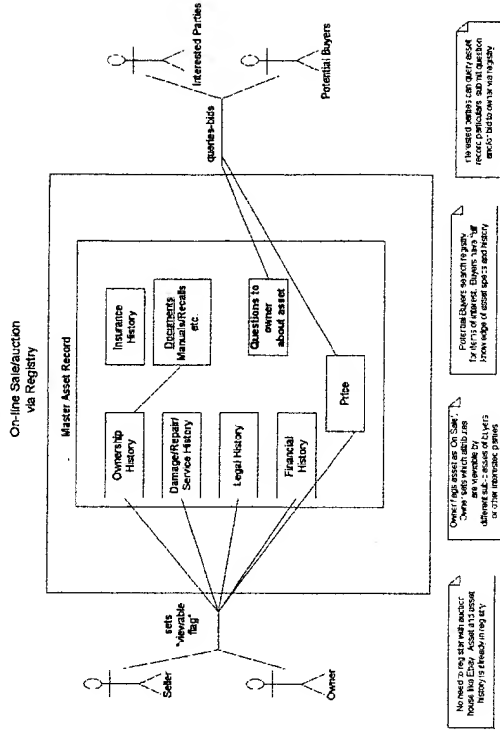 On-line Sale/auction
via Registry
Master Asset Record
Ownership
History
Insurance
History
Damage/Repair/
Service History
Documents
Manuals/Recalls
etc.
Legal History
Financial
History
Questions to
owner
about asset
Price
sets
"viewable
flag"
Seller
Owner
queries-bids
Interested Parties
Potential Buyers
No need to register with auction
house like Ebay. Asset and asset
history is already in registry
Owner flags asset as "On Sale".
Owner sets which attributes
are viewable by
different sub-classes of buyers
or other interested parties
Potential Buyers search registry
for items of interest. Buyers have "full"
knowledge of asset specs and history
Interested parties can query asset
record particulars, submit question
and/or bid to owner via registry